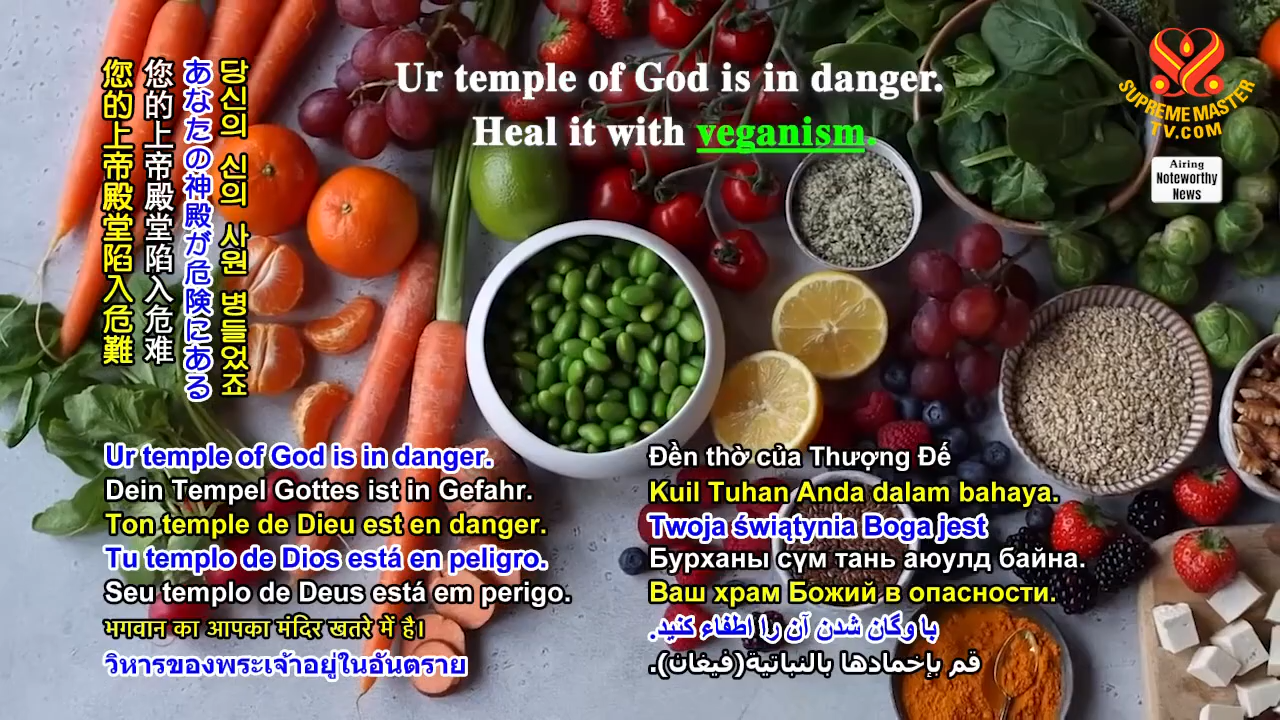 Ur temple of God is in danger.
Heal it with veganism.
SUPREME MASTER
TV.COM
Airing
Noteworthy
News
您的上帝殿堂陷入危難
您的上帝殿堂陷入危难
あなたの神殿が危険にある
당신의 신의 사원 병들었죠
Ur temple of God is in danger.
Dein Tempel Gottes ist in Gefahr.
Ton temple de Dieu est en danger.
Tu templo de Dios está en peligro.
Seu templo de Deus está em perigo.
भगवान का आपका मंदिर खतरे में है।
วิหารของพระเจ้าอยู่ในอันตราย
Đền thờ của Thượng Đế
Kuil Tuhan Anda dalam bahaya.
Twoja świątynia Boga jest
Бурханы сүм тань аюулд байна.
Ваш храм Божий в опасности.
با وگان شدن آن را اطفاء کنید.
قم بإخمادها بالنباتية(فيغان).